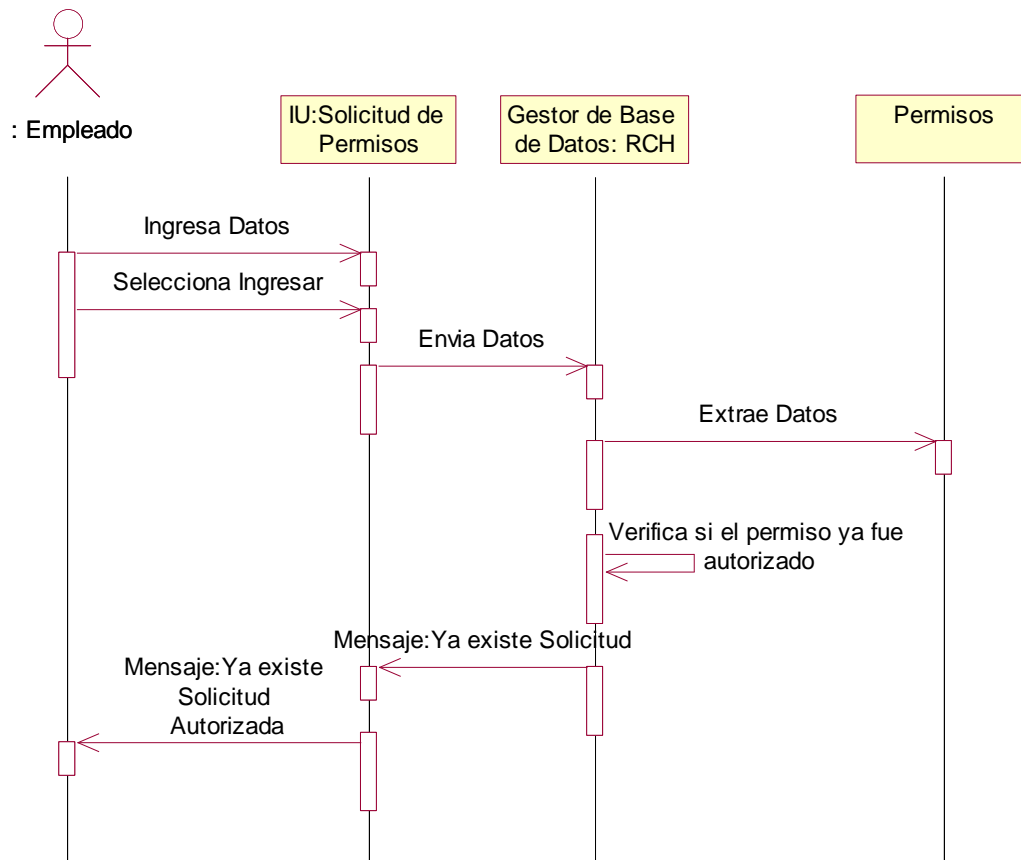 : Empleado
IU:Solicitud de
Permisos
Gestor de Base
de Datos: RCH
Permisos
Ingresa Datos
Selecciona Ingresar
Envia Datos
Extrae Datos
Verifica si el permiso ya fue
autorizado
Mensaje:Ya existe Solicitud
Mensaje:Ya existe
Solicitud
Autorizada